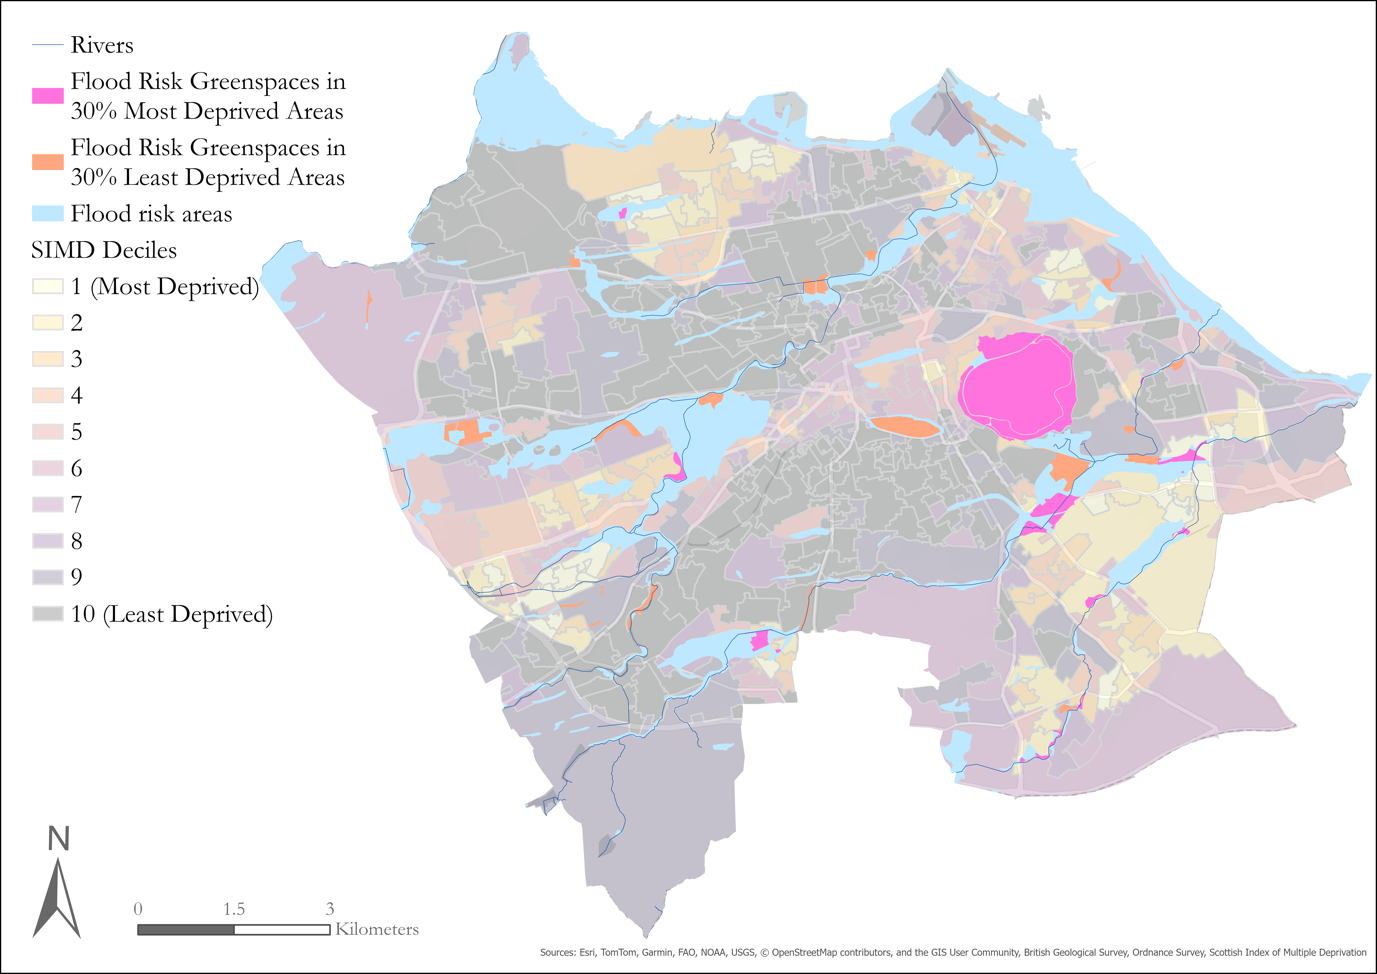 Rivers
Flood Risk Greenspaces in
30% Most Deprived Areas
Flood Risk Greenspaces in
30% Least Deprived Areas
Flood risk areas
SIMD Deciles
1 (Most Deprived)
2
3
4
5
6
7
8
9
10 (Least Deprived)
N
0 1.5 3
Kilometers
Sources: Esri, TomTom, Garmin, FAO, NOAA, USGS, © OpenStreetMap contributors, and the GIS User Community, British Geological Survey, Ordnance Survey, Scottish Index of Multiple Deprivation